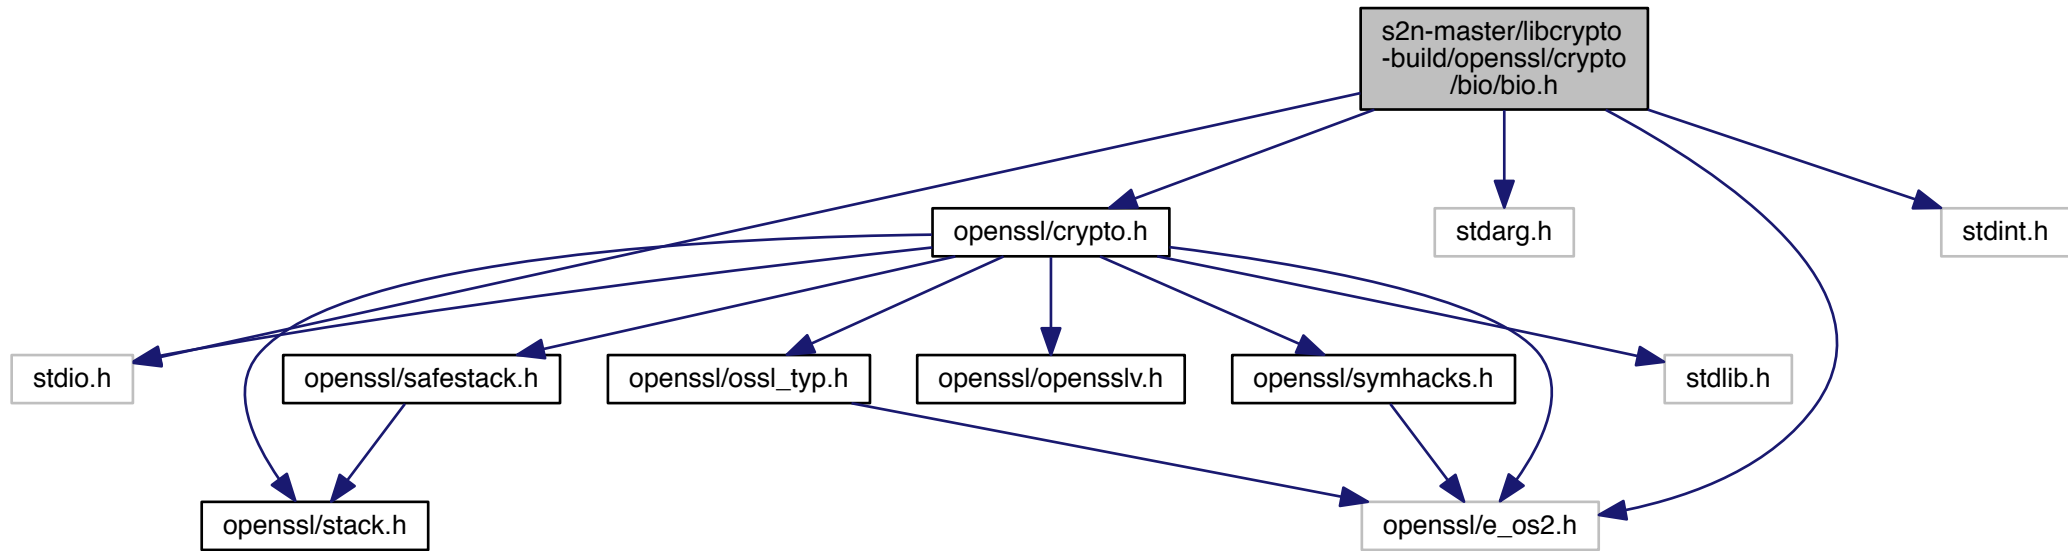 s2n-master/libcrypto
-build/openssl/crypto
/bio/bio.h
openssl/crypto.h
stdarg.h
stdint.h
stdio.h
openssl/safestack.h
openssl/ossl_typ.h
openssl/opensslv.h
openssl/symhacks.h
stdlib.h
openssl/stack.h
openssl/e_os2.h